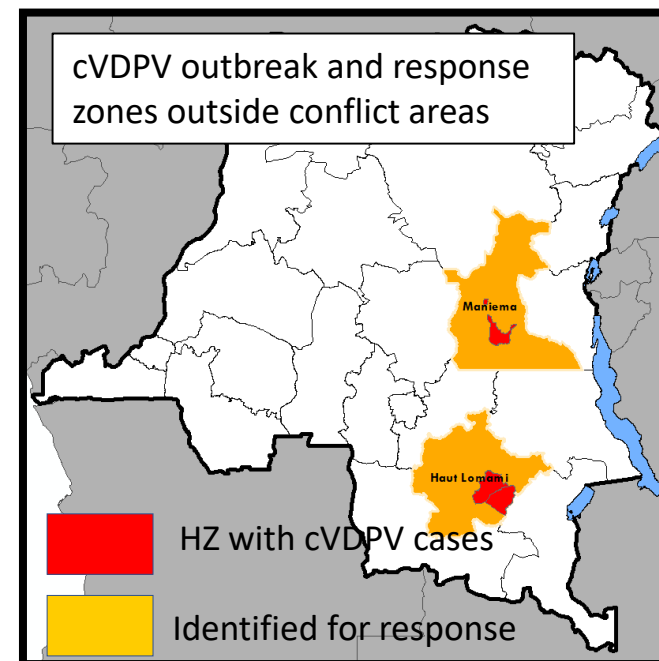 cVDPV outbreak and response
zones outside conflict areas
Maniema
Haut Lomami
HZ with cVDPV cases
Identified for response